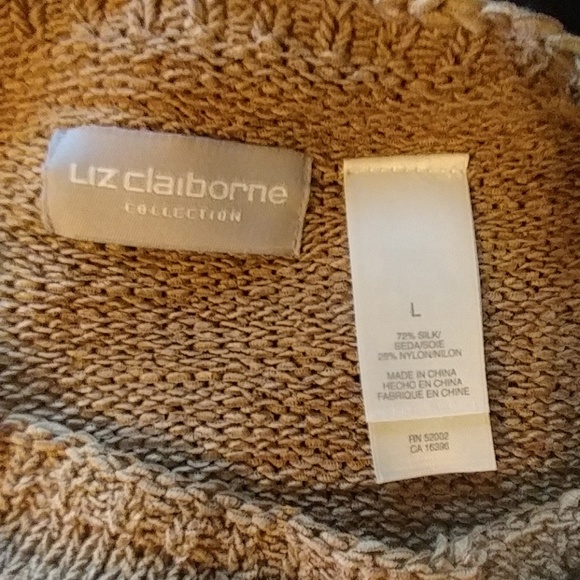 LIZ claiborne
COLLECTION
L
72% SILK/
SEDA/SOIE
28% NYLON/NILON
MADE IN CHINA
HECHO EN CHINA
FABRIQUE EN CHINE
RN 52002
CA 16396